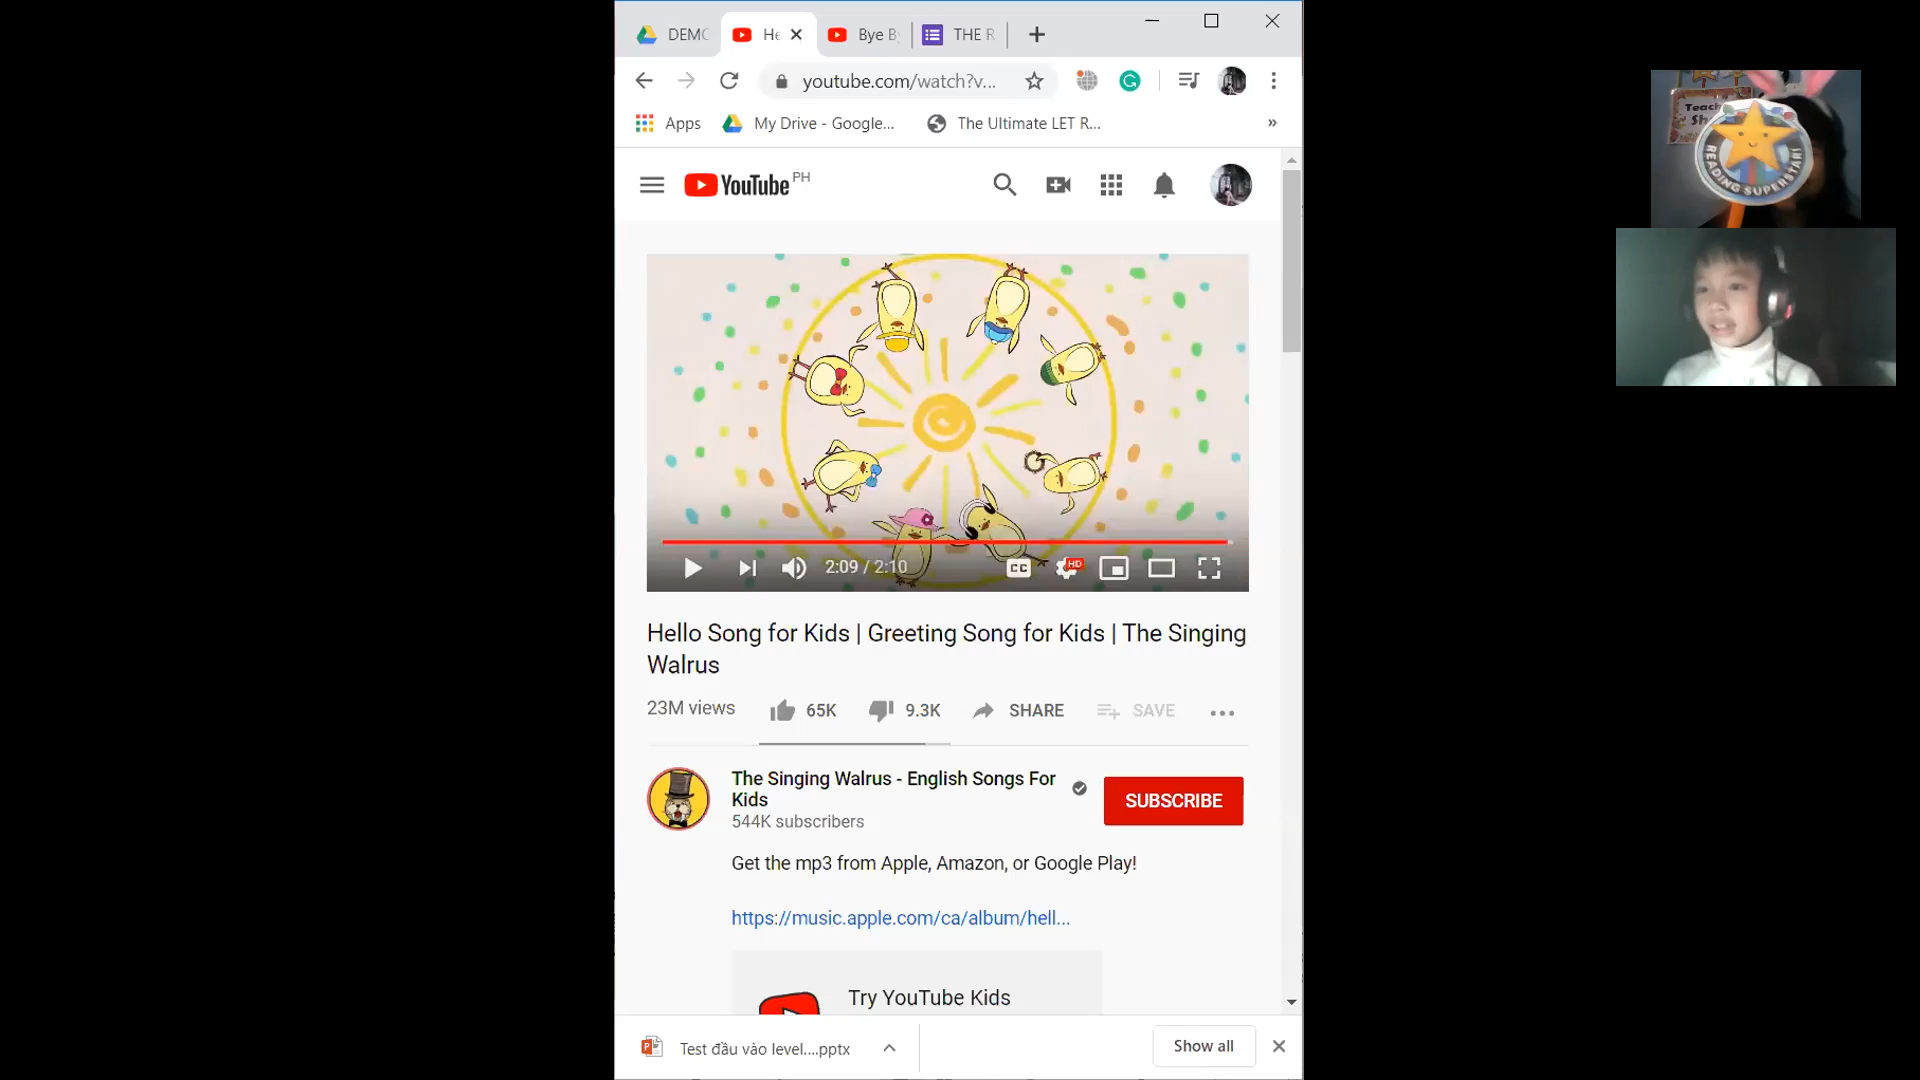 DEMC
He
Bye B
THE R
youtube.com/watch?v...
Apps
My Drive - Google...
The Ultimate LET R...
»
YouTube PH
2:09 / 2:10
CC
HD
Hello Song for Kids | Greeting Song for Kids | The Singing
Walrus
23M views
65K
9.3K
SHARE
SAVE
The Singing Walrus - English Songs For
Kids
544K subscribers
SUBSCRIBE
Get the mp3 from Apple, Amazon, or Google Play!
https://music.apple.com/ca/album/hell...
Try YouTube Kids
Test đầu vào level....pptx
Show all
Teach
Sh
READING SUPERSTAR!